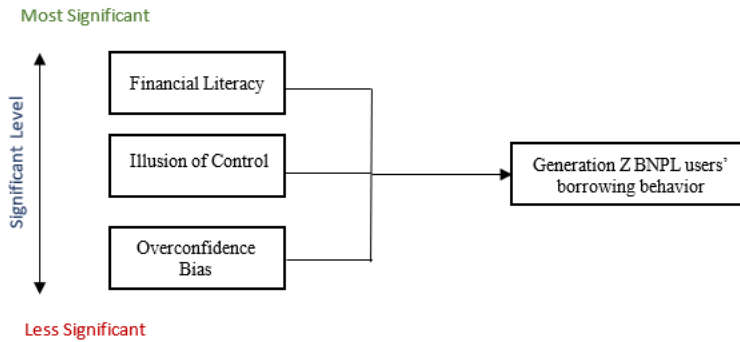 Most Significant
Significant Level
Financial Literacy
Illusion of Control
Overconfidence
Bias
Generation Z BNPL users'
borrowing behavior
Less Significant